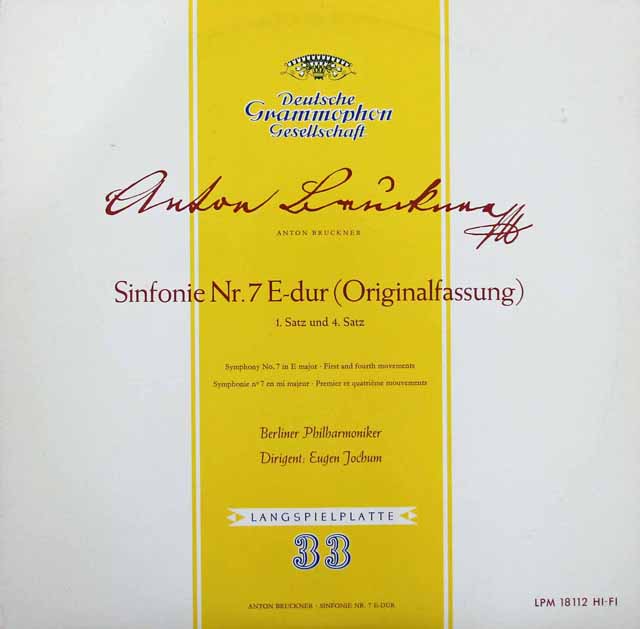 Deutsche
Grammophon
Gesellschaft
Anton Bruckner
ANTON BRUCKNER
Sinfonie Nr. 7 E-dur (Originalfassung)
1. Satz und 4. Satz
Symphony No. 7 in E major · First and fourth movements
Symphonie nº 7 en mi majeur · Premier et quatrième mouvements
Berliner Philharmoniker
Dirigent: Eugen Jochum
LANGSPIELPLATTE
33
ANTON BRUCKNER · SINFONIE NR. 7 E-DUR
LPM 18112 HI-FI